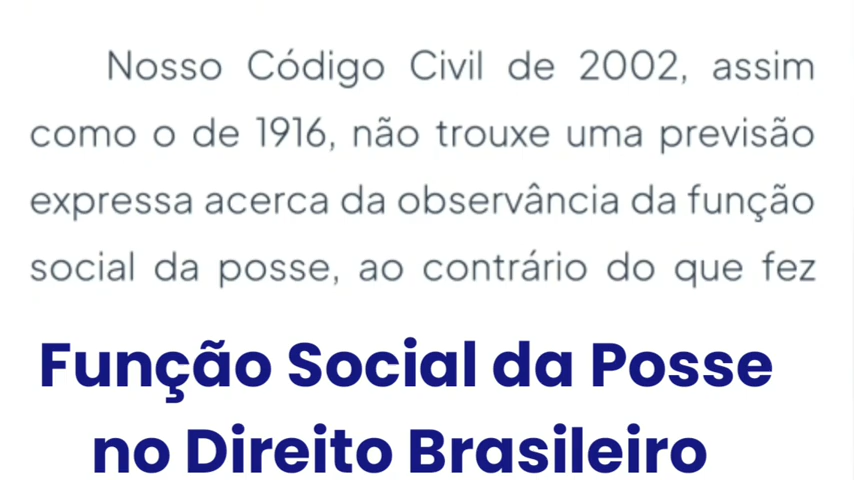 Nosso Código Civil de 2002, assim
como o de 1916, não trouxe uma previsão
expressa acerca da observância da função
social da posse, ao contrário do que fez
Função Social da Posse
no Direito Brasileiro